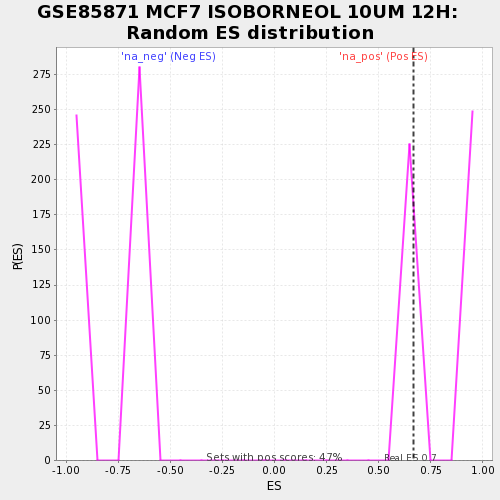 GSE85871 MCF7 ISOBORNEOL 10UM 12H:
Random ES distribution
'na_neg' (Neg ES)
'na_pos' (Pos ES)
275
250
225
200
175
150
125
100
75
50
25
0
P(ES)
Sets with pos scores: 47%
Real ES 0.7
-1.00
-0.75
-0.50
-0.25
0.00
0.25
0.50
0.75
1.00
ES